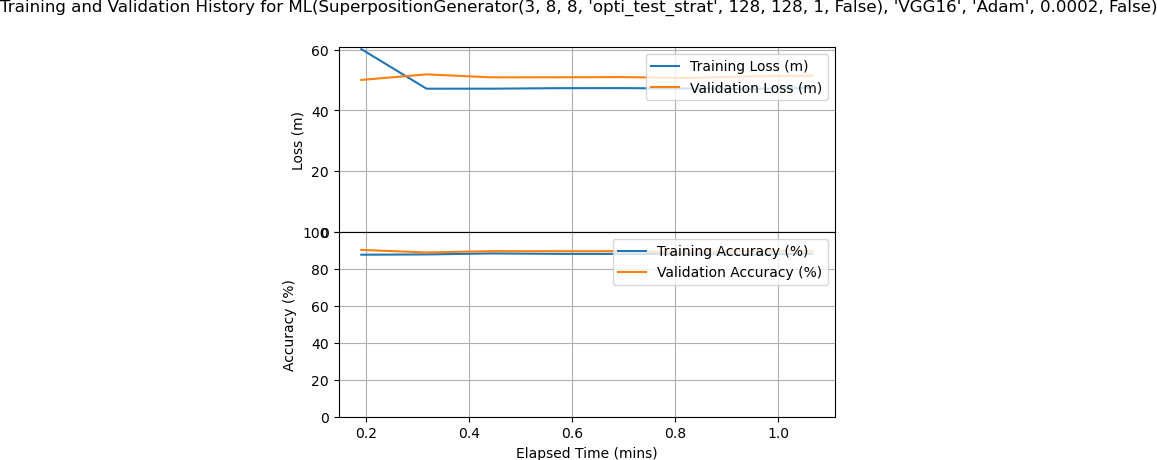 Training and Validation History for ML(SuperpositionGenerator(3, 8, 8, 'opti_test_strat', 128, 128, 1, False), 'VGG16', 'Adam', 0.0002, False)
60
40
20
0
Loss (m)
Training Loss (m)
Validation Loss (m)
100
80
60
40
20
0
Accuracy (%)
Training Accuracy (%)
Validation Accuracy (%)
0.2 0.4 0.6 0.8 1.0
Elapsed Time (mins)